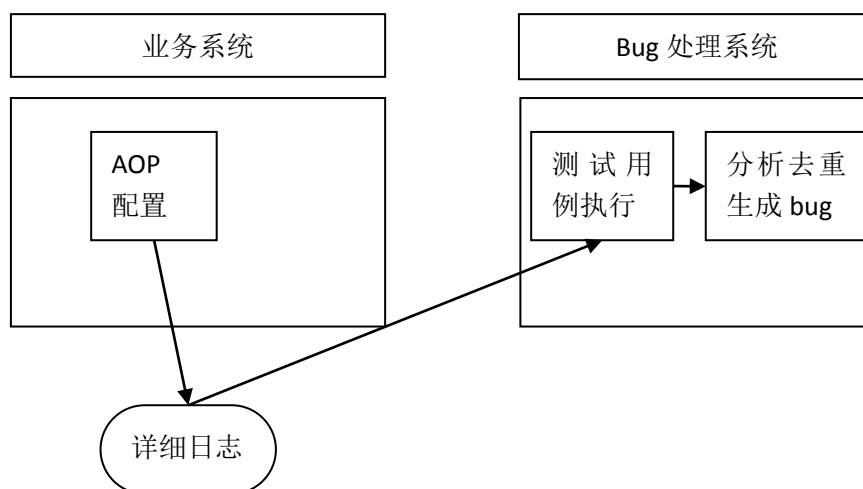 业务系统
Bug 处理系统
AOP
配置
测试用
例执行
分析去重
生成 bug
详细日志